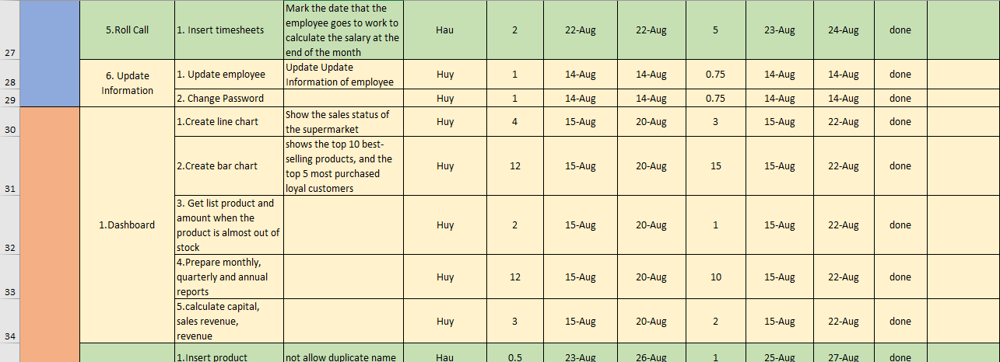 27
5.Roll Call
1. Insert timesheets
Mark the date that the
employee goes to work to
calculate the salary at the
end of the month
Hau
2
22-Aug
22-Aug
5
23-Aug
24-Aug
done
28
6. Update
Information
1. Update employee
Update Update
Information of employee
Huy
1
14-Aug
14-Aug
0.75
14-Aug
14-Aug
done
29
2. Change Password
Huy
1
14-Aug
14-Aug
0.75
14-Aug
14-Aug
done
30
1.Dashboard
1.Create line chart
Show the sales status of
the supermarket
Huy
4
15-Aug
20-Aug
3
15-Aug
22-Aug
done
31
2.Create bar chart
shows the top 10 best-
selling products, and the
top 5 most purchased
loyal customers
Huy
12
15-Aug
20-Aug
15
15-Aug
22-Aug
done
32
3. Get list product and
amount when the
product is almost out of
stock
Huy
2
15-Aug
20-Aug
1
15-Aug
22-Aug
done
33
4.Prepare monthly,
quarterly and annual
reports
Huy
12
15-Aug
20-Aug
10
15-Aug
22-Aug
done
34
5.calculate capital,
sales revenue,
revenue
Huy
3
15-Aug
20-Aug
2
15-Aug
22-Aug
done
1.Insert product
not allow duplicate name
Hau
0.5
23-Aug
26-Aug
1
25-Aug
27-Aug
done